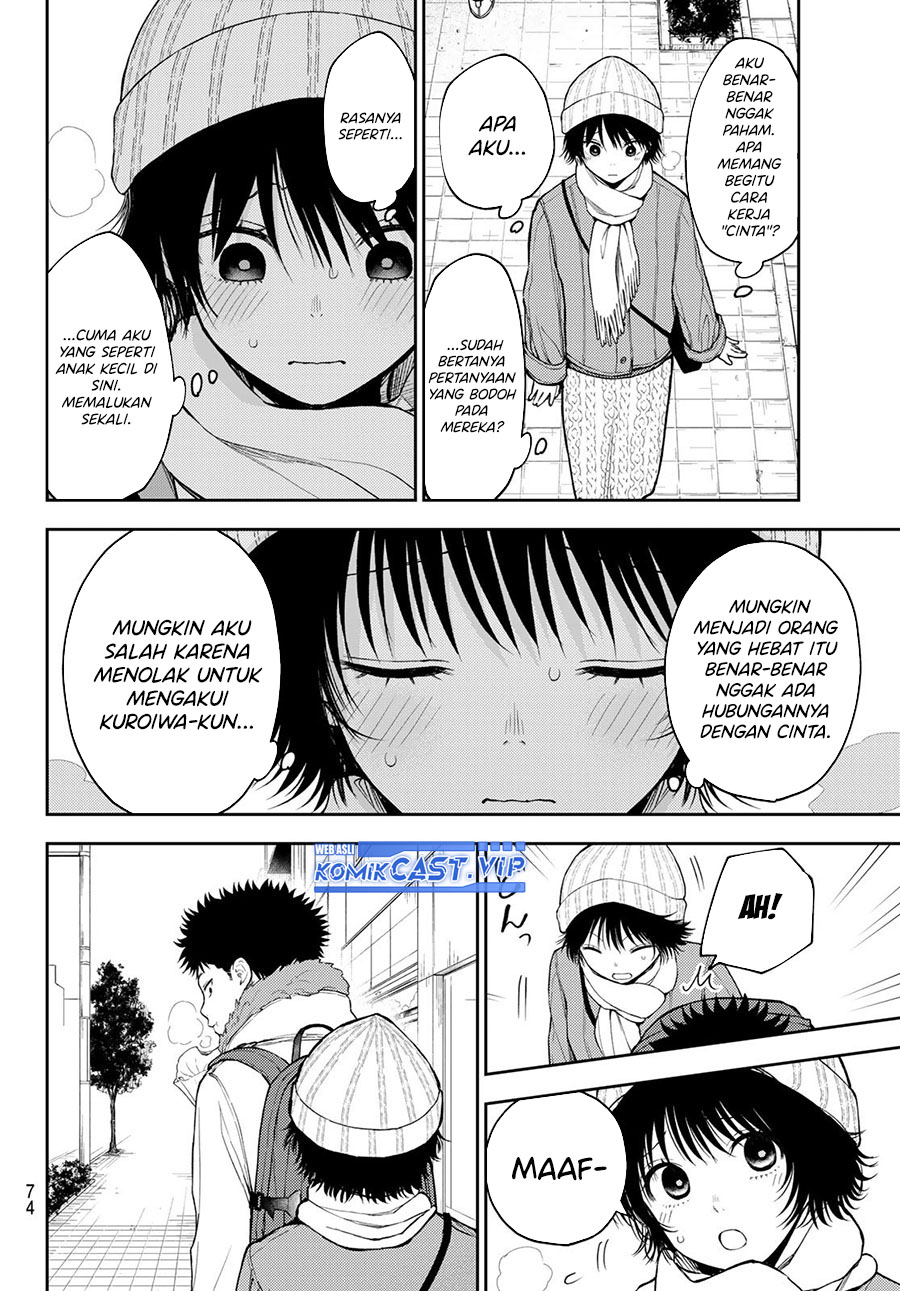 AKU
BENAR-
BENAR
NGGAK
PAHAM.
APA
MEMANG
BEGITU
CARA
KERJA
"CINTA"?
APA
AKU...
...SUDAH
BERTANYA
PERTANYAAN
YANG BODOH
PADA
MEREKA?
RASANYA
SEPERTI...
...CUMA AKU
YANG SEPERTI
ANAK KECIL DI
SINI.
MEMALUKAN
SEKALI.
MUNGKIN
MENJADI ORANG
YANG HEBAT ITU
BENAR-BENAR
NGGAK ADA
HUBUNGANNYA
DENGAN CINTA.
MUNGKIN AKU
SALAH KARENA
MENOLAK UNTUK
MENGAKUI
KUROIWA-KUN...
AH!
WEB ASLI
KOMIKCAST.VIP
MAAF-
74